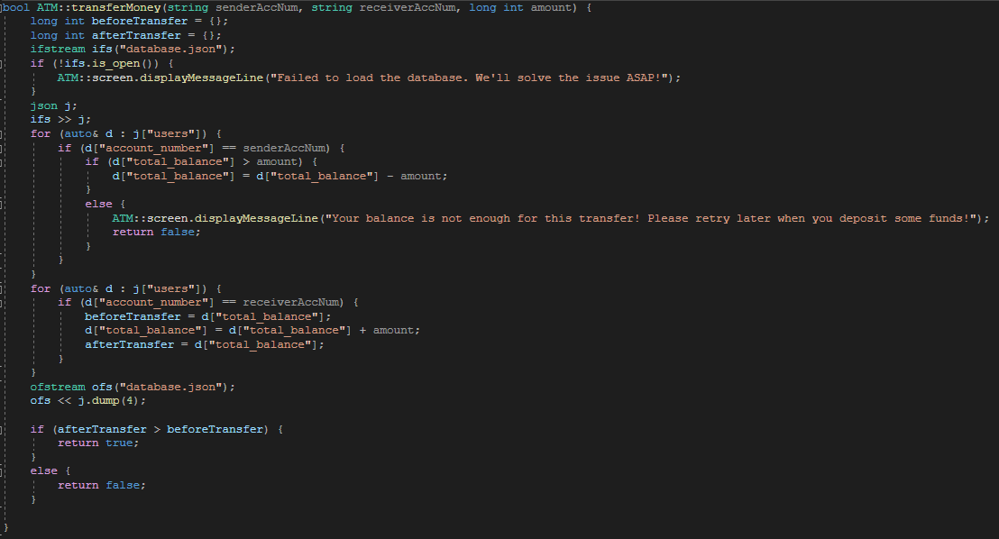 bool ATM::transferMoney(string senderAccNum, string receiverAccNum, long int amount) {
    long int beforeTransfer = {};
    long int afterTransfer = {};
    ifstream ifs("database.json");
    if (!ifs.is_open()) {
        ATM::screen.displayMessageLine("Failed to load the database. We'll solve the issue ASAP!");
    }
    json j;
    ifs >> j;
    for (auto& d : j["users"]) {
        if (d["account_number"] == senderAccNum) {
            if (d["total_balance"] > amount) {
                d["total_balance"] = d["total_balance"] - amount;
            }
            else {
                ATM::screen.displayMessageLine("Your balance is not enough for this transfer! Please retry later when you deposit some funds!");
                return false;
            }
        }
    }
    for (auto& d : j["users"]) {
        if (d["account_number"] == receiverAccNum) {
            beforeTransfer = d["total_balance"];
            d["total_balance"] = d["total_balance"] + amount;
            afterTransfer = d["total_balance"];
        }
    }
    ofstream ofs("database.json");
    ofs << j.dump(4);

    if (afterTransfer > beforeTransfer) {
        return true;
    }
    else {
        return false;
    }

}